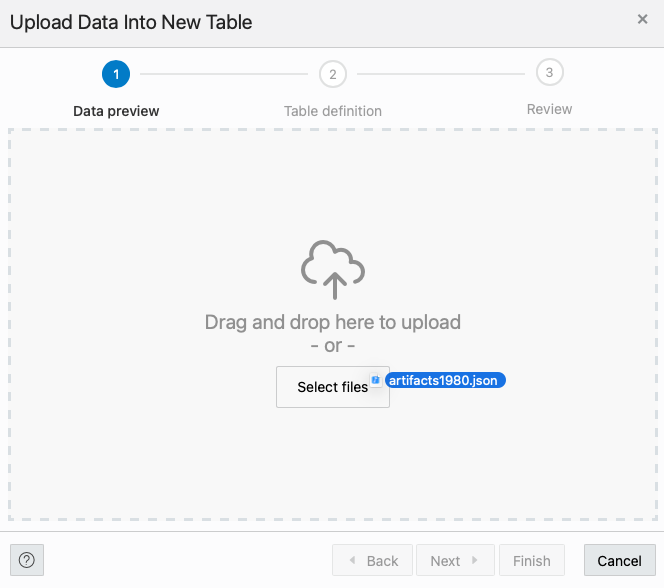 Upload Data Into New Table
×
1
2
3
Data preview
Table definition
Review
Drag and drop here to upload
- or -
Select files
artifacts1980.json
?
Back
Next
Finish
Cancel